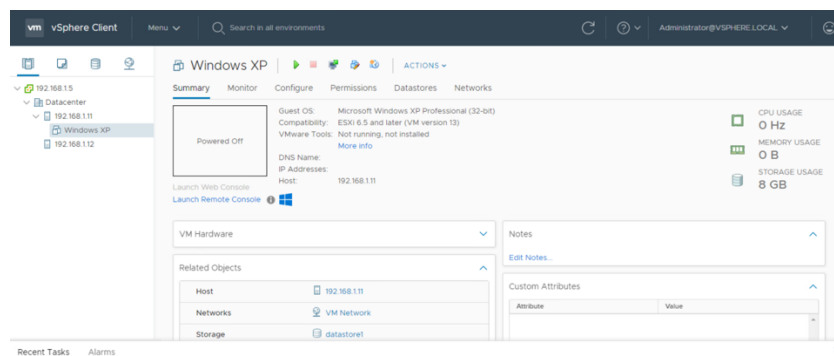 vm vSphere Client Menu Search in all environments Administrator@VSPHERE.LOCAL
192.168.1.5
Datacenter
192.168.1.11
Windows XP
192.168.1.12
Windows XP ACTIONS
Summary Monitor Configure Permissions Datastores Networks
Powered Off
Guest OS: Microsoft Windows XP Professional (32-bit)
Compatibility: ESXi 6.5 and later (VM version 13)
VMware Tools: Not running, not installed
More info
DNS Name:
IP Addresses:
Host: 192.168.1.11
Launch Web Console
Launch Remote Console
CPU USAGE
0 Hz
MEMORY USAGE
0 B
STORAGE USAGE
8 GB
VM Hardware
Related Objects
Host 192.168.1.11
Networks VM Network
Storage datastore1
Notes
Edit Notes...
Custom Attributes
Attribute Value
Recent Tasks Alarms